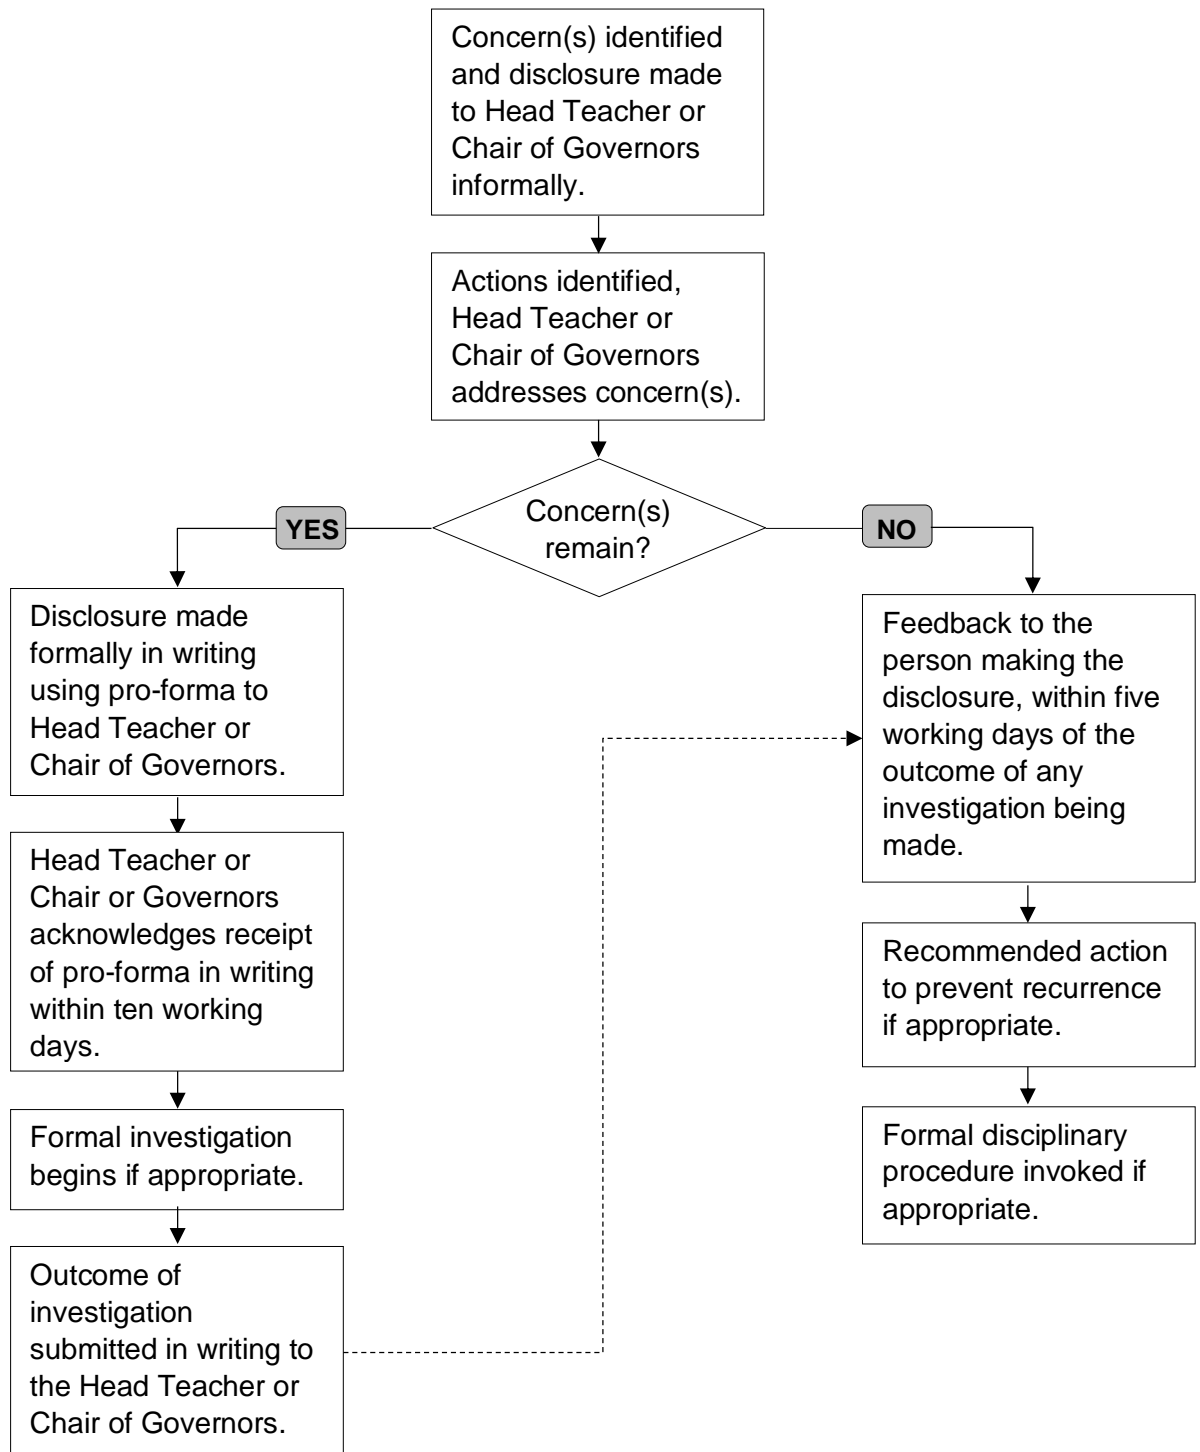 Concern(s) identified
and disclosure made
to Head Teacher or
Chair of Governors
informally.
Actions identified,
Head Teacher or
Chair of Governors
addresses concern(s).
Concern(s)
remain?
YES
NO
Disclosure made
formally in writing
using pro-forma to
Head Teacher or
Chair of Governors.
Head Teacher or
Chair or Governors
acknowledges receipt
of pro-forma in writing
within ten working
days.
Formal investigation
begins if appropriate.
Outcome of
investigation
submitted in writing to
the Head Teacher or
Chair of Governors.
Feedback to the
person making the
disclosure, within five
working days of the
outcome of any
investigation being
made.
Recommended action
to prevent recurrence
if appropriate.
Formal disciplinary
procedure invoked if
appropriate.